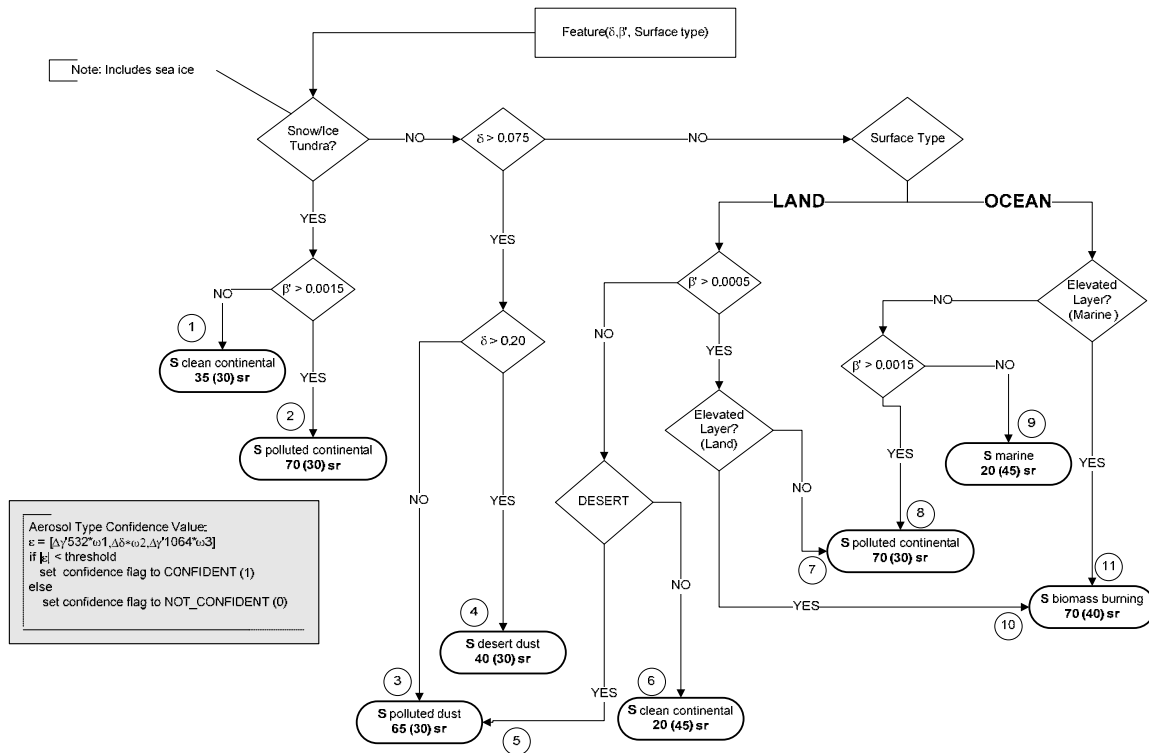 Feature(δ,β', Surface type)
Note: Includes sea ice
Snow/Ice
Tundra?
NO
δ > 0.075
NO
Surface Type
YES
YES
LAND
OCEAN
β' > 0.0015
NO
1
S clean continental
35 (30) sr
YES
2
S polluted continental
70 (30) sr
δ > 0.20
NO
YES
4
S desert dust
40 (30) sr
3
S polluted dust
65 (30) sr
β' > 0.0005
NO
YES
Elevated
Layer?
(Land)
NO
YES
DESERT
YES
NO
5
6
S clean continental
20 (45) sr
Elevated
Layer?
(Marine)
NO
β' > 0.0015
NO
9
S marine
20 (45) sr
YES
YES
8
S polluted continental
70 (30) sr
7
10
11
S biomass burning
70 (40) sr
Aerosol Type Confidence Value:
ε = [Δγ'532*ω1,Δδ*ω2,Δγ'1064*ω3]
if |ε| < threshold
set confidence flag to CONFIDENT (1)
else
set confidence flag to NOT_CONFIDENT (0)